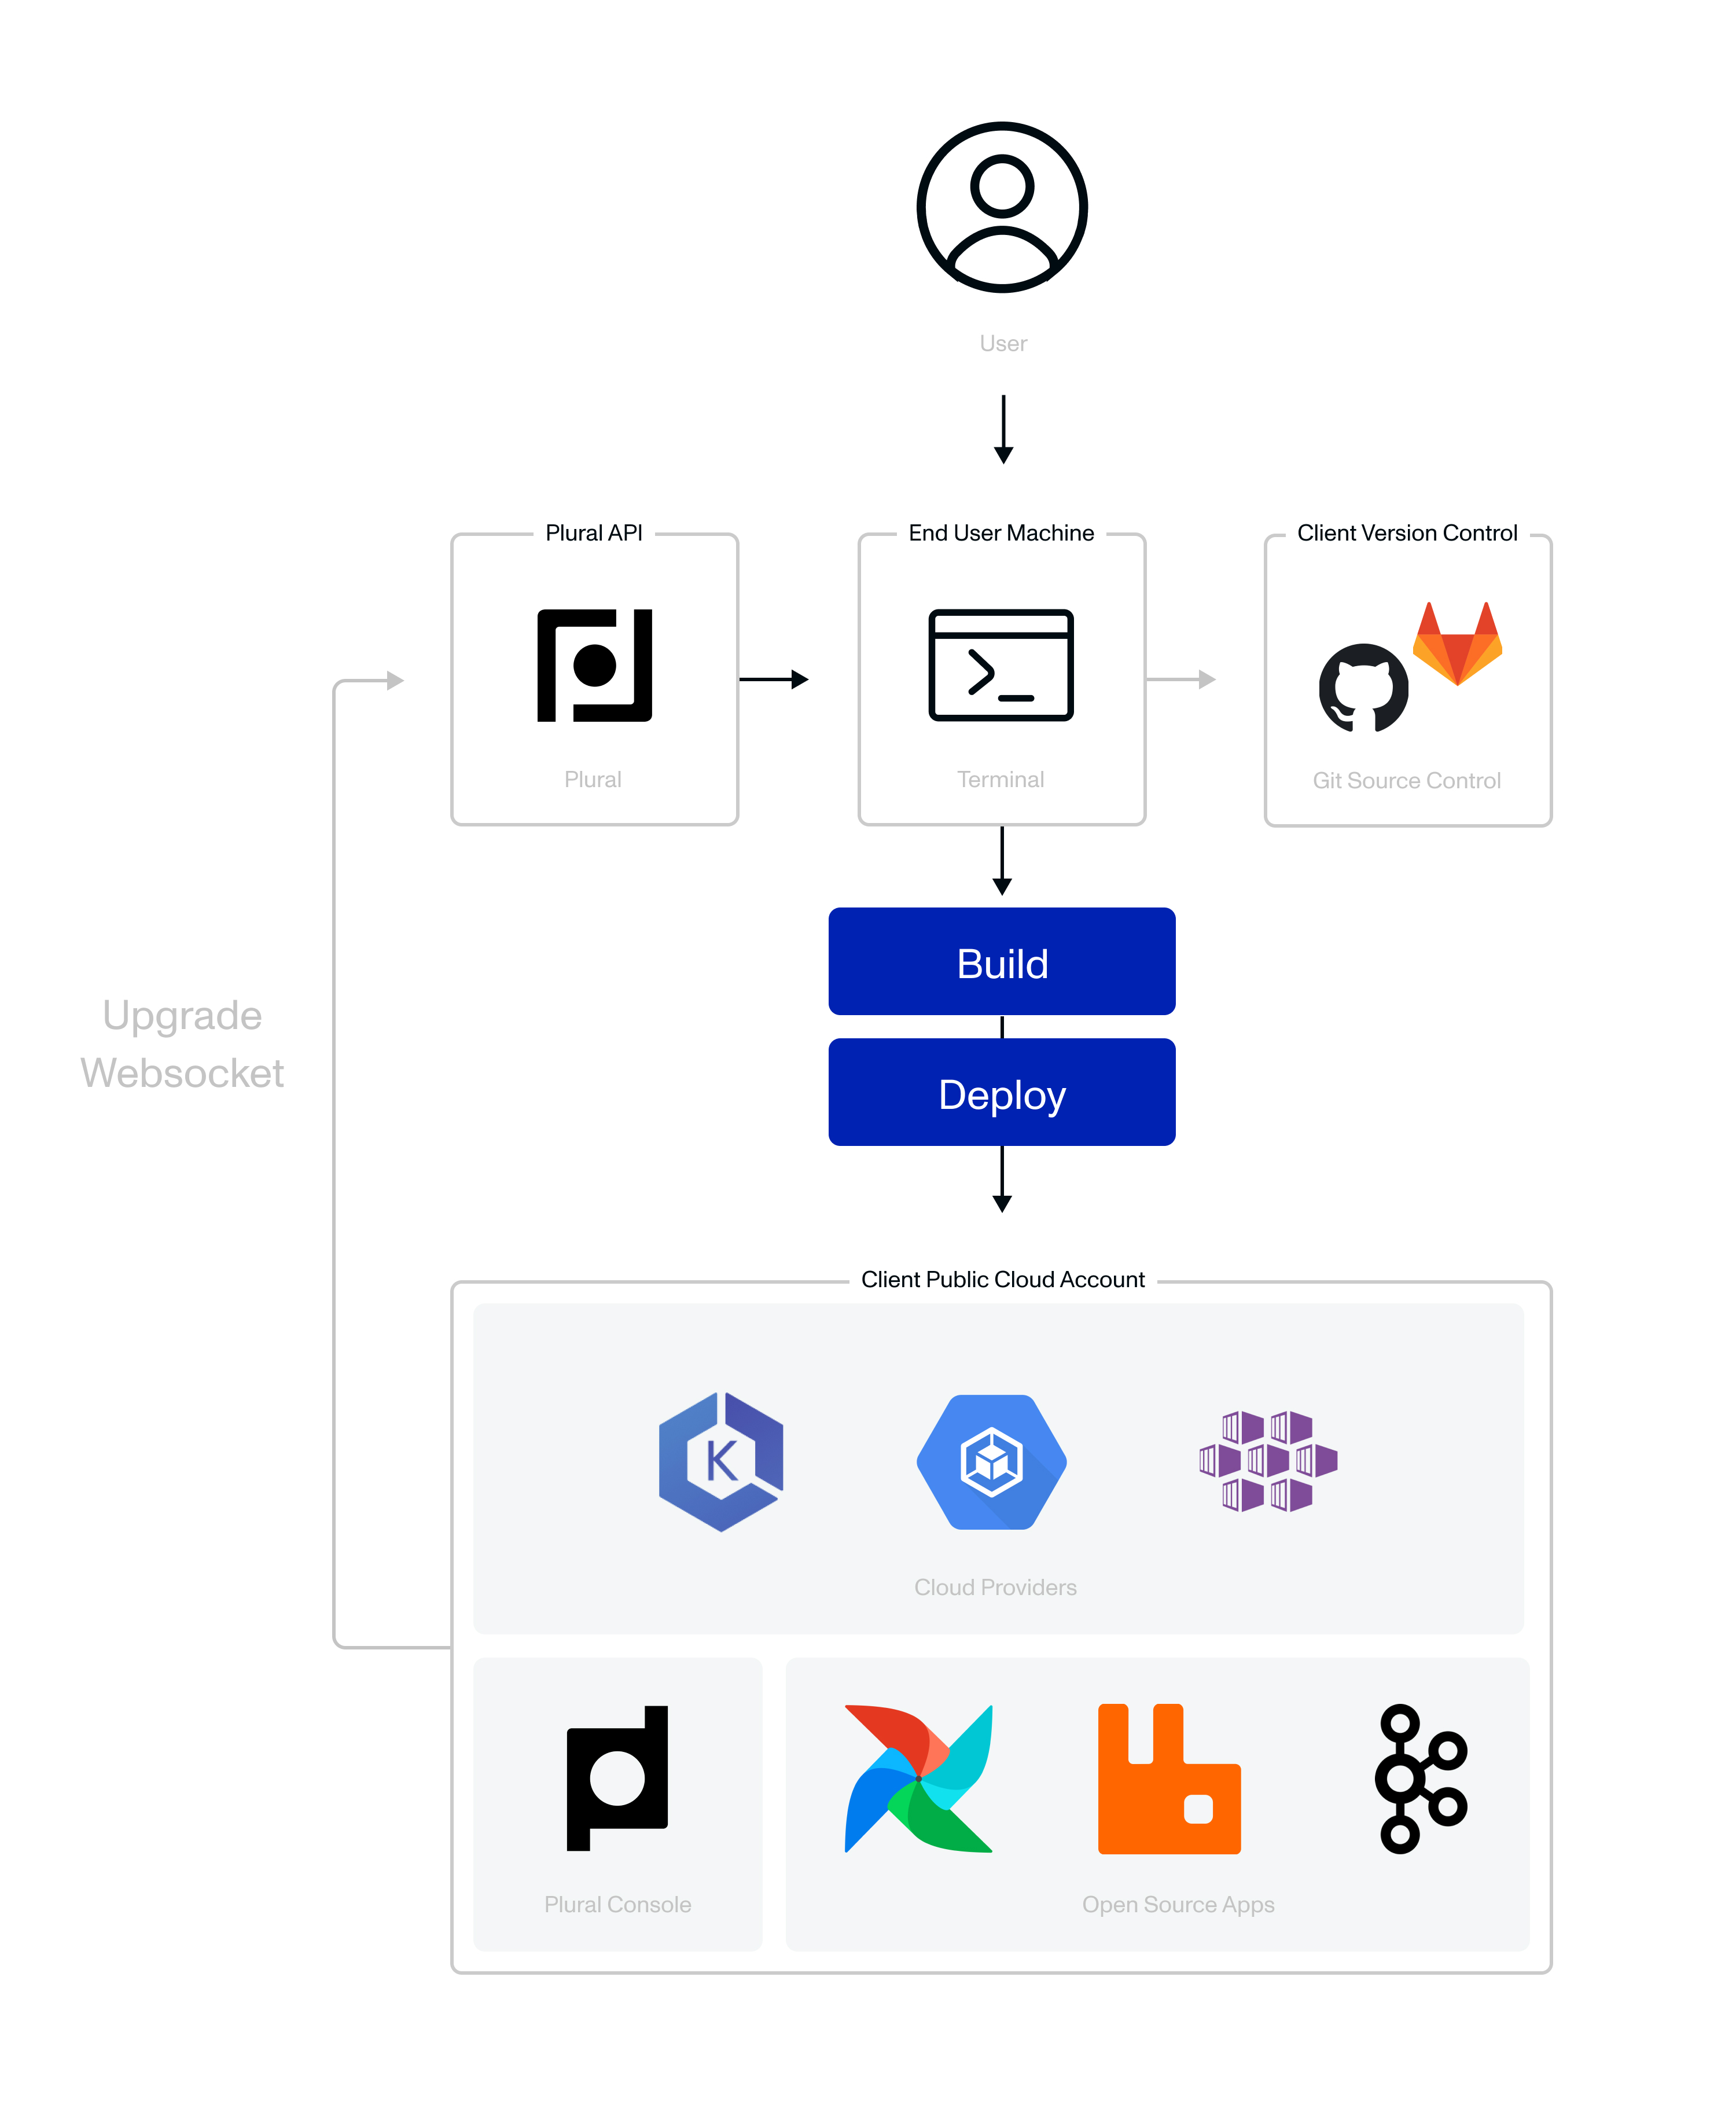 User
Plural API
End User Machine
Client Version Control
Plural
Terminal
Git Source Control
Build
Upgrade
Websocket
Deploy
Client Public Cloud Account
K
Cloud Providers
Plural Console
Open Source Apps